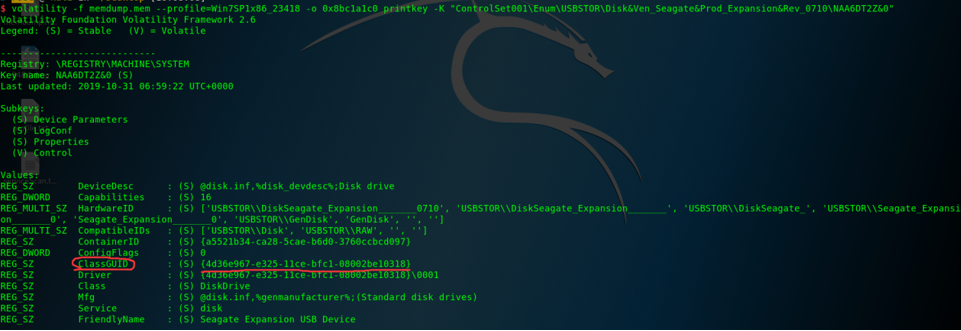 $ volatility -f memdump.mem --profile=Win7SP1x86_23418 -o 0x8bc1a1c0 printkey -K "ControlSet001\Enum\USBSTOR\Disk&Ven_Seagate&Prod_Expansion&Rev_0710\NAA6DT2Z&0"
Volatility Foundation Volatility Framework 2.6
Legend: (S) = Stable   (V) = Volatile

----------------------------
Registry: \REGISTRY\MACHINE\SYSTEM
Key name: NAA6DT2Z&0 (S)
Last updated: 2019-10-31 06:59:22 UTC+0000

Subkeys:
  (S) Device Parameters
  (S) LogConf
  (S) Properties
  (V) Control

Values:
REG_SZ        DeviceDesc      : (S) @disk.inf,%disk_devdesc%;Disk drive
REG_DWORD     Capabilities    : (S) 16
REG_MULTI_SZ  HardwareID      : (S) ['USBSTOR\\DiskSeagate_Expansion_______0710', 'USBSTOR\\DiskSeagate_Expansion_______', 'USBSTOR\\DiskSeagate_', 'USBSTOR\\Seagate_Expansi
on_______0', 'Seagate_Expansion_______0', 'USBSTOR\\GenDisk', 'GenDisk', '', '']
REG_MULTI_SZ  CompatibleIDs   : (S) ['USBSTOR\\Disk', 'USBSTOR\\RAW', '', '']
REG_SZ        ContainerID     : (S) {a5521b34-ca28-5cae-b6d0-3760ccbcd097}
REG_DWORD     ConfigFlags     : (S) 0
REG_SZ        ClassGUID       : (S) {4d36e967-e325-11ce-bfc1-08002be10318}
REG_SZ        Driver          : (S) {4d36e967-e325-11ce-bfc1-08002be10318}\0001
REG_SZ        Class           : (S) DiskDrive
REG_SZ        Mfg             : (S) @disk.inf,%genmanufacturer%;(Standard disk drives)
REG_SZ        Service         : (S) disk
REG_SZ        FriendlyName    : (S) Seagate Expansion USB Device